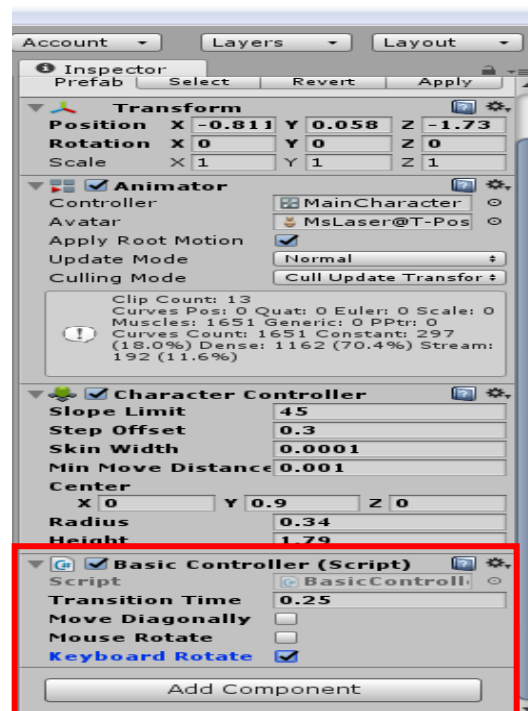 Account Layers Layout
Inspector
Prefab Select Revert Apply
Transform
Position X -0.811 Y 0.058 Z -1.73
Rotation X 0 Y 0 Z 0
Scale X 1 Y 1 Z 1
Animator
Controller MainCharacter
Avatar MsLaser@T-Pos
Apply Root Motion
Update Mode Normal
Culling Mode Cull Update Transfor
Clip Count: 13
Curves Pos: 0 Quat: 0 Euler: 0 Scale: 0
Muscles: 1651 Generic: 0 PPtr: 0
Curves Count: 1651 Constant: 297
(18.0%) Dense: 1162 (70.4%) Stream:
192 (11.6%)
Character Controller
Slope Limit 45
Step Offset 0.3
Skin Width 0.0001
Min Move Distance 0.001
Center
X 0 Y 0.9 Z 0
Radius 0.34
Height 1.79
C# Basic Controller (Script)
Script BasicControll
Transition Time 0.25
Move Diagonally
Mouse Rotate
Keyboard Rotate
Add Component